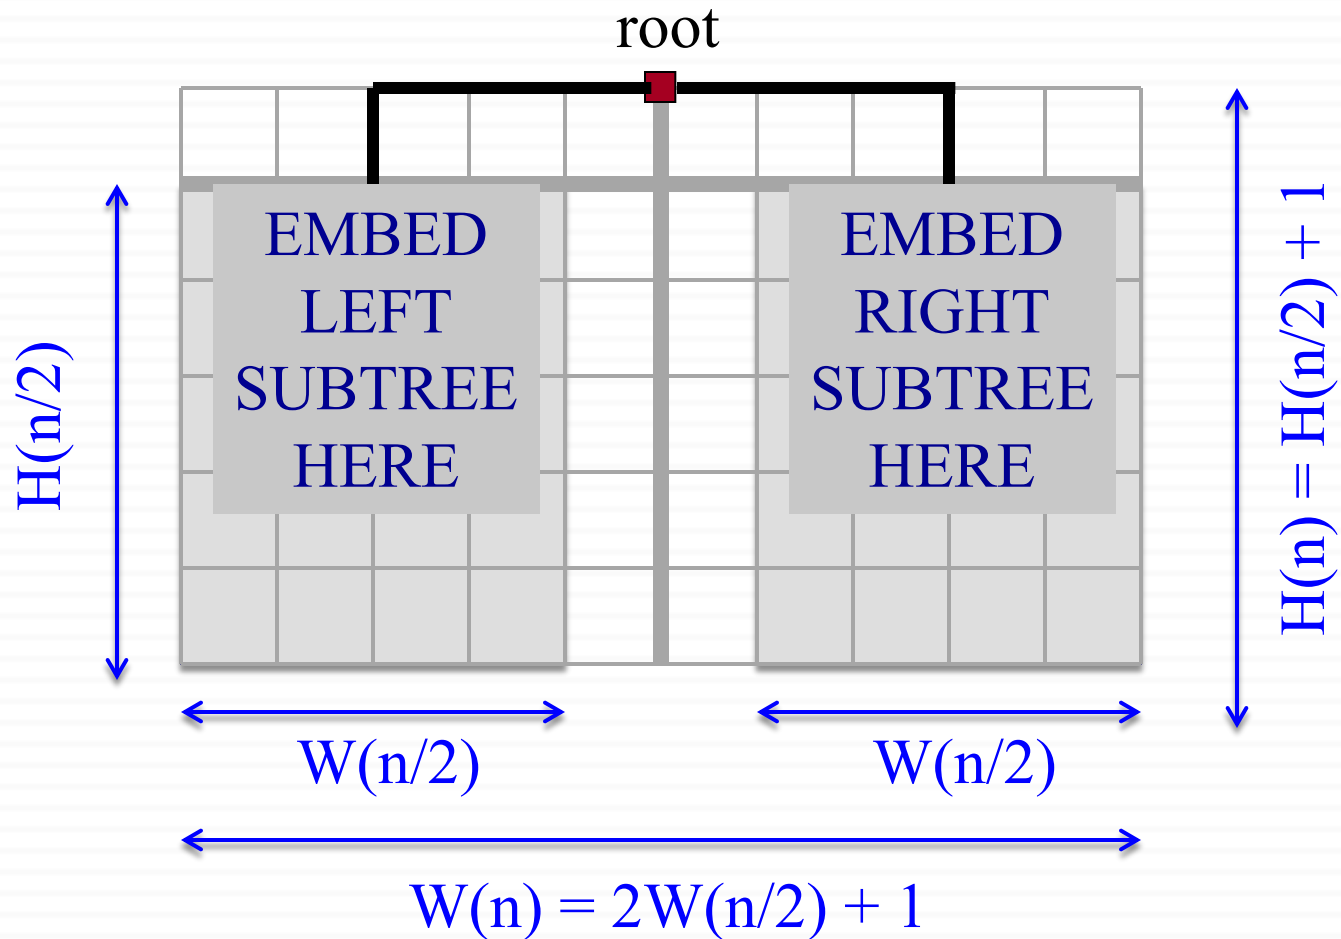 root
EMBED
LEFT
SUBTREE
HERE
EMBED
RIGHT
SUBTREE
HERE
H(n/2)
H(n) = H(n/2) + 1
W(n/2)
W(n/2)
W(n) = 2W(n/2) + 1